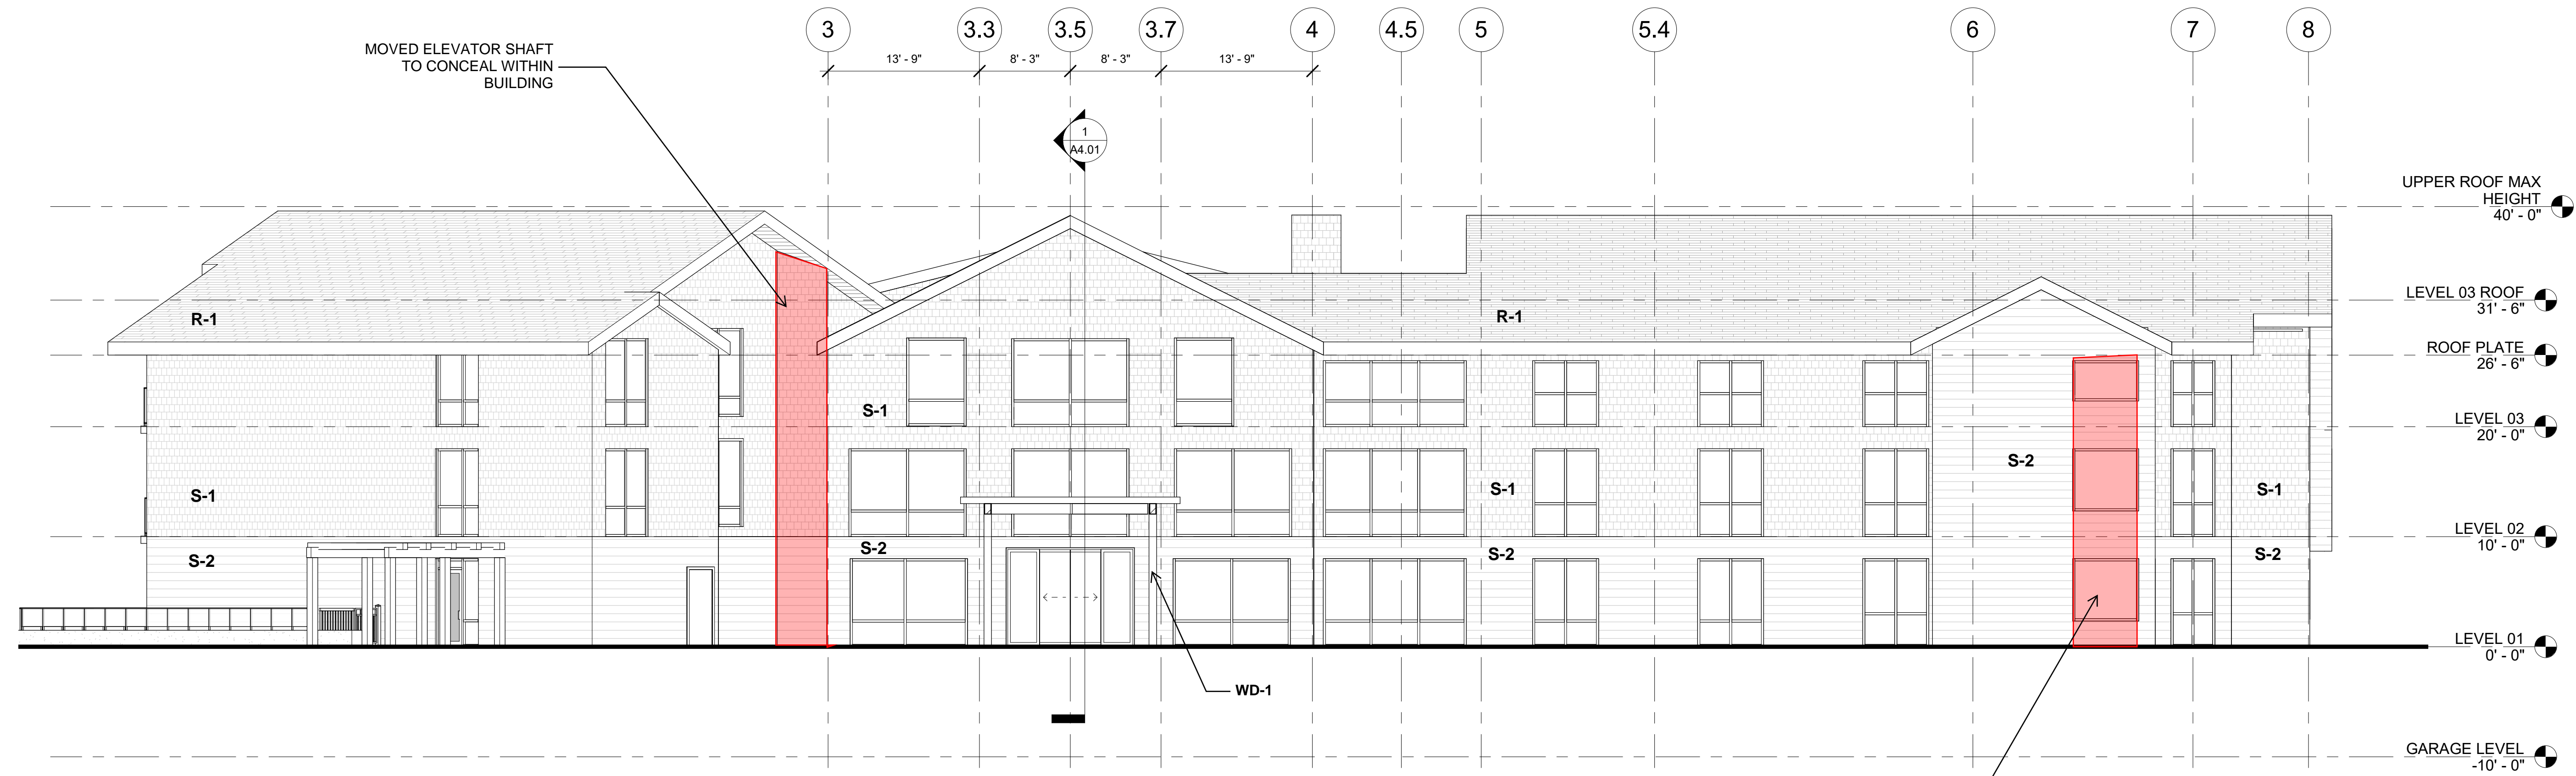 3
3.3
3.5
3.7
4
4.5
5
5.4
6
7
8
MOVED ELEVATOR SHAFT
TO CONCEAL WITHIN
BUILDING
13' - 9"
8' - 3"
8' - 3"
13' - 9"
1
A4.01
UPPER ROOF MAX
HEIGHT
40' - 0"
LEVEL 03 ROOF
31' - 6"
R-1
R-1
ROOF PLATE
26' - 6"
S-1
LEVEL 03
20' - 0"
S-2
S-1
S-1
S-1
LEVEL 02
10' - 0"
S-2
S-2
S-2
S-2
LEVEL 01
0' - 0"
WD-1
GARAGE LEVEL
-10' - 0"